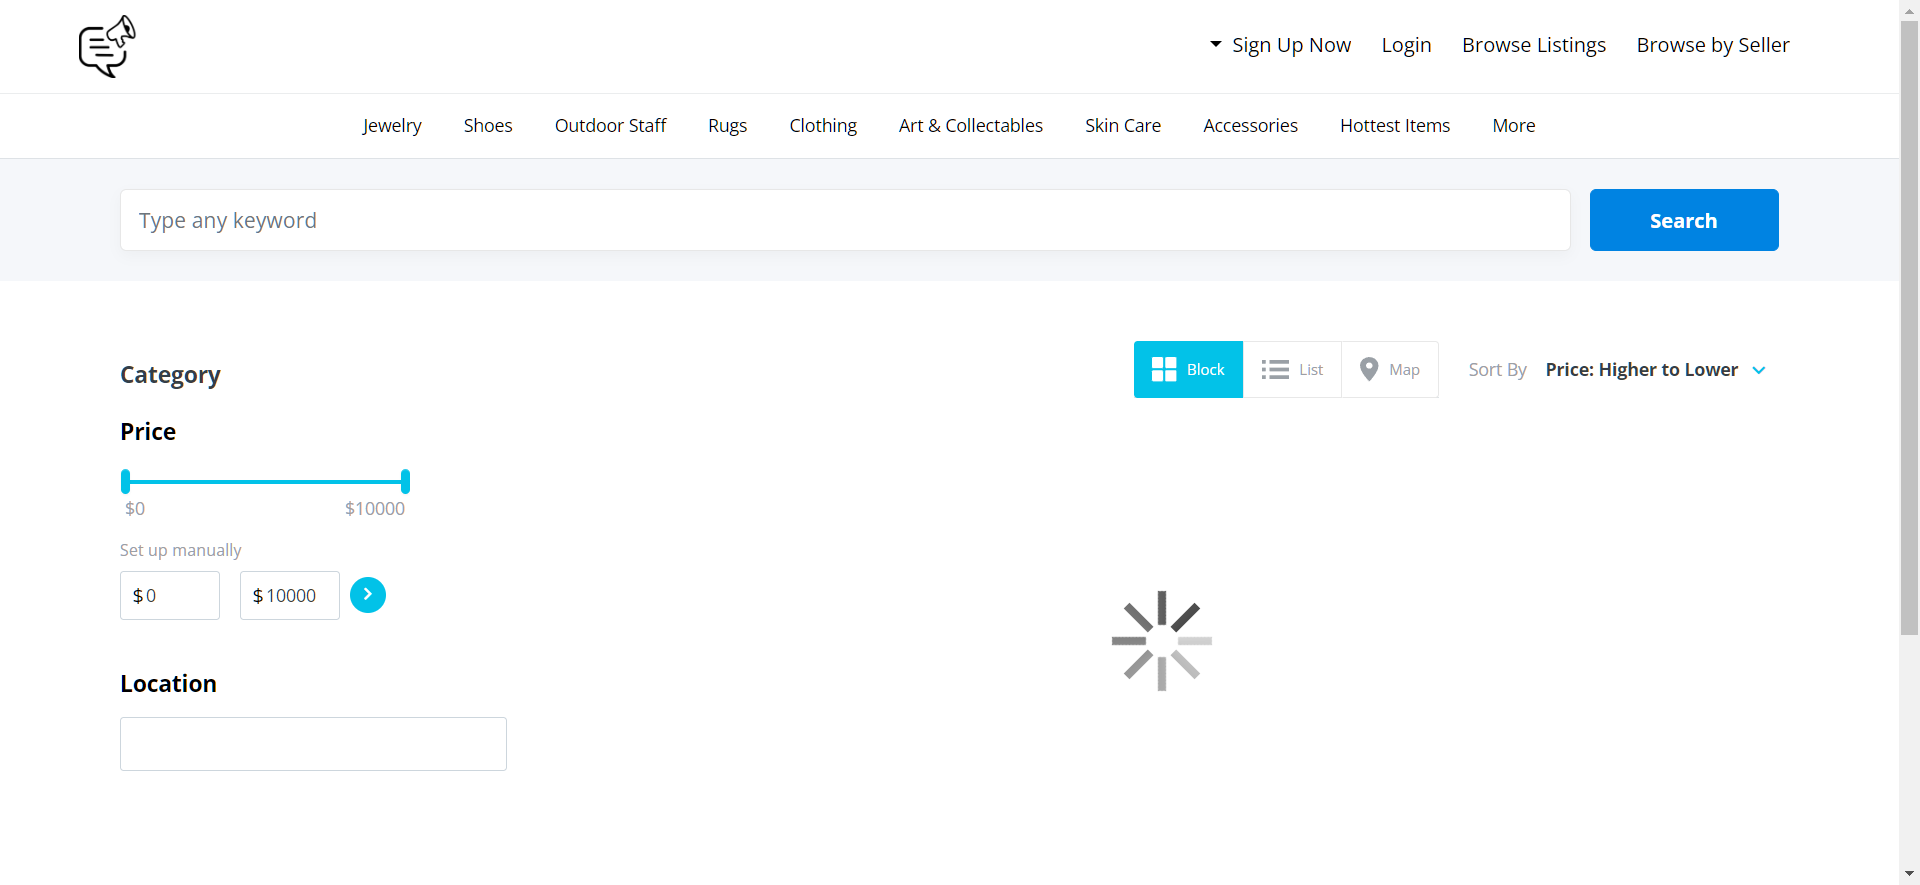 Sign Up Now Login Browse Listings Browse by Seller
Jewelry Shoes Outdoor Staff Rugs Clothing Art & Collectables Skin Care Accessories Hottest Items More
Type any keyword
Search
Block List Map Sort By Price: Higher to Lower
Category
Price
$0 $10000
Set up manually
$ 0 $ 10000
Location